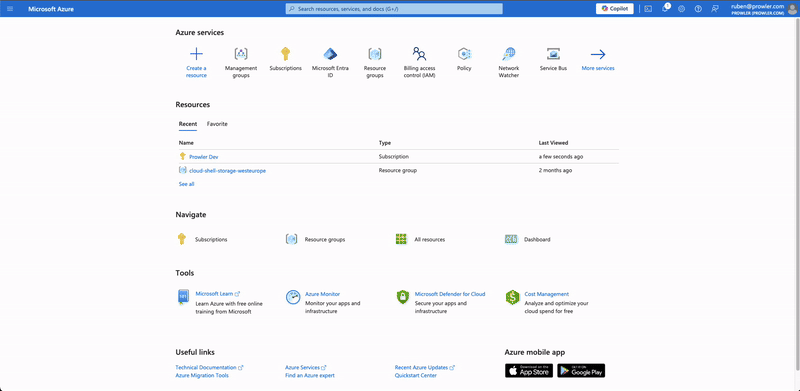 Microsoft Azure
Search resources, services, and docs (G+/)
Copilot
1
ruben@prowler.com
PROWLER (PROWLER.COM)
Azure services
Create a resource
Management groups
Subscriptions
Microsoft Entra ID
Resource groups
Billing access control (IAM)
Policy
Network Watcher
Service Bus
More services
Resources
Recent
Favorite
Name
Type
Last Viewed
Prowler Dev
Subscription
a few seconds ago
cloud-shell-storage-westeurope
Resource group
2 months ago
See all
Navigate
Subscriptions
Resource groups
All resources
Dashboard
Tools
Microsoft Learn
Learn Azure with free online
training from Microsoft
Azure Monitor
Monitor your apps and
infrastructure
Microsoft Defender for Cloud
Secure your apps and
infrastructure
Cost Management
Analyze and optimize your
cloud spend for free
Useful links
Technical Documentation
Azure Services
Recent Azure Updates
Azure Migration Tools
Find an Azure expert
Quickstart Center
Azure mobile app
Download on the
App Store
GET IT ON
Google Play